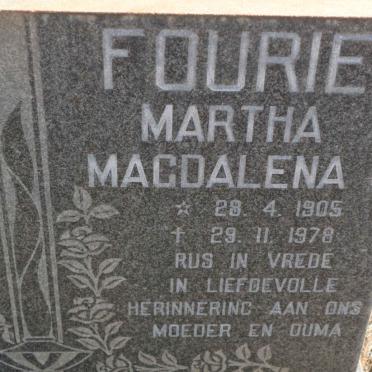 FOURIE
MARTHA
MAGDALENA
☆ 28. 4. 1905
† 29. 11. 1978
RUS IN VREDE
IN LIEFDEVOLLE
HERINNERING AAN ONS
MOEDER EN OUMA